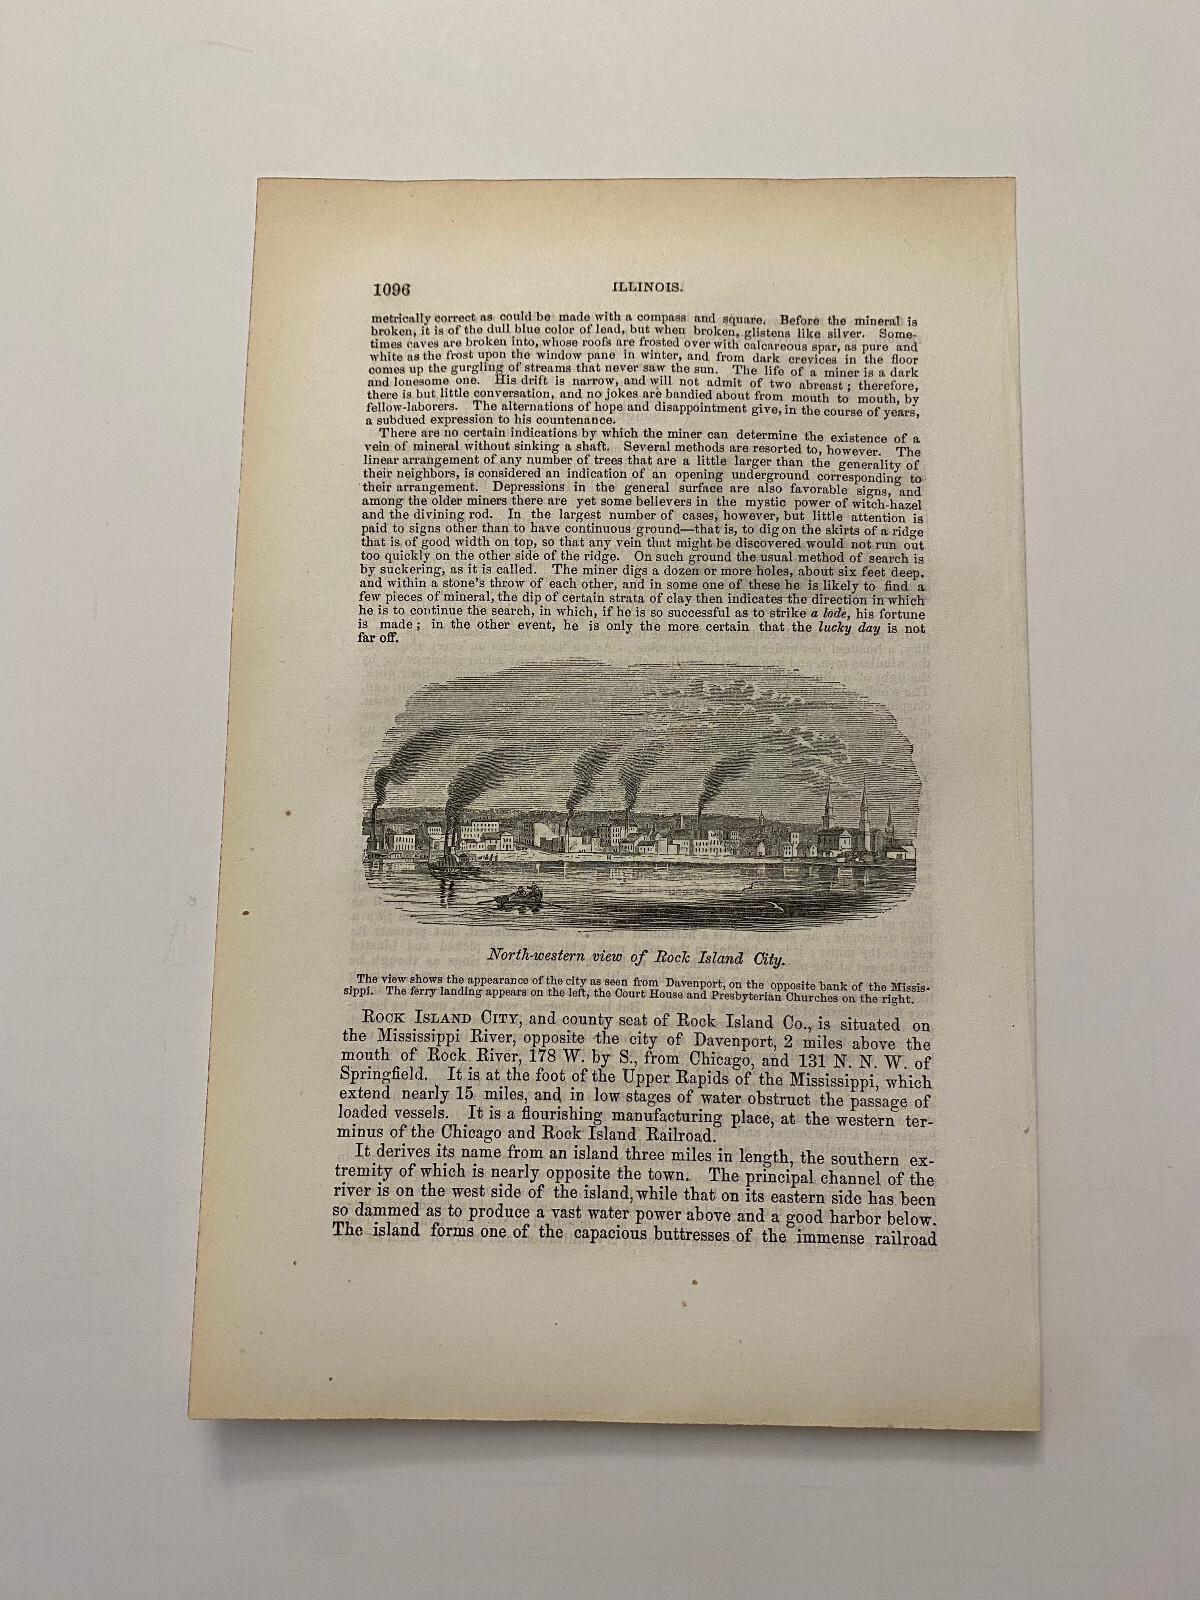 1096
ILLINOIS.
metrically correct as could be made with a compass and square. Before the mineral is
broken, it is of the dull blue color of lead, but when broken, glistens like silver. Some-
times caves are broken into, whose roofs are frosted over with calcareous spar, as pure and
white as the frost upon the window pane in winter, and from dark crevices in the floor
comes up the gurgling of streams that never saw the sun. The life of a miner is a dark
and lonesome one. His drift is narrow, and will not admit of two abreast; therefore,
there is but little conversation, and no jokes are bandied about from mouth to mouth, by
fellow-laborers. The alternations of hope and disappointment give, in the course of years,
a subdued expression to his countenance.
There are no certain indications by which the miner can determine the existence of a
vein of mineral without sinking a shaft. Several methods are resorted to, however. The
linear arrangement of any number of trees that are a little larger than the generality of
their neighbors, is considered an indication of an opening underground corresponding to
their arrangement. Depressions in the general surface are also favorable signs, and
among the older miners there are yet some believers in the mystic power of witch-hazel
and the divining rod. In the largest number of cases, however, but little attention is
paid to signs other than to have continuous ground—that is, to dig on the skirts of a ridge
that is of good width on top, so that any vein that might be discovered would not run out
too quickly on the other side of the ridge. On such ground the usual method of search is
by suckering, as it is called. The miner digs a dozen or more holes, about six feet deep,
and within a stone's throw of each other, and in some one of these he is likely to find a
few pieces of mineral, the dip of certain strata of clay then indicates the direction in which
he is to continue the search, in which, if he is so successful as to strike a lode, his fortune
is made; in the other event, he is only the more certain that the lucky day is not
far off.
North-western view of Rock Island City.
The view shows the appearance of the city as seen from Davenport, on the opposite bank of the Missis-
sippi. The ferry landing appears on the left, the Court House and Presbyterian Churches on the right.
ROCK ISLAND CITY, and county seat of Rock Island Co., is situated on
the Mississippi River, opposite the city of Davenport, 2 miles above the
mouth of Rock River, 178 W. by S., from Chicago, and 131 N. N. W. of
Springfield. It is at the foot of the Upper Rapids of the Mississippi, which
extend nearly 15 miles, and in low stages of water obstruct the passage of
loaded vessels. It is a flourishing manufacturing place, at the western ter-
minus of the Chicago and Rock Island Railroad.
It derives its name from an island three miles in length, the southern ex-
tremity of which is nearly opposite the town. The principal channel of the
river is on the west side of the island, while that on its eastern side has been
so dammed as to produce a vast water power above and a good harbor below.
The island forms one of the capacious buttresses of the immense railroad